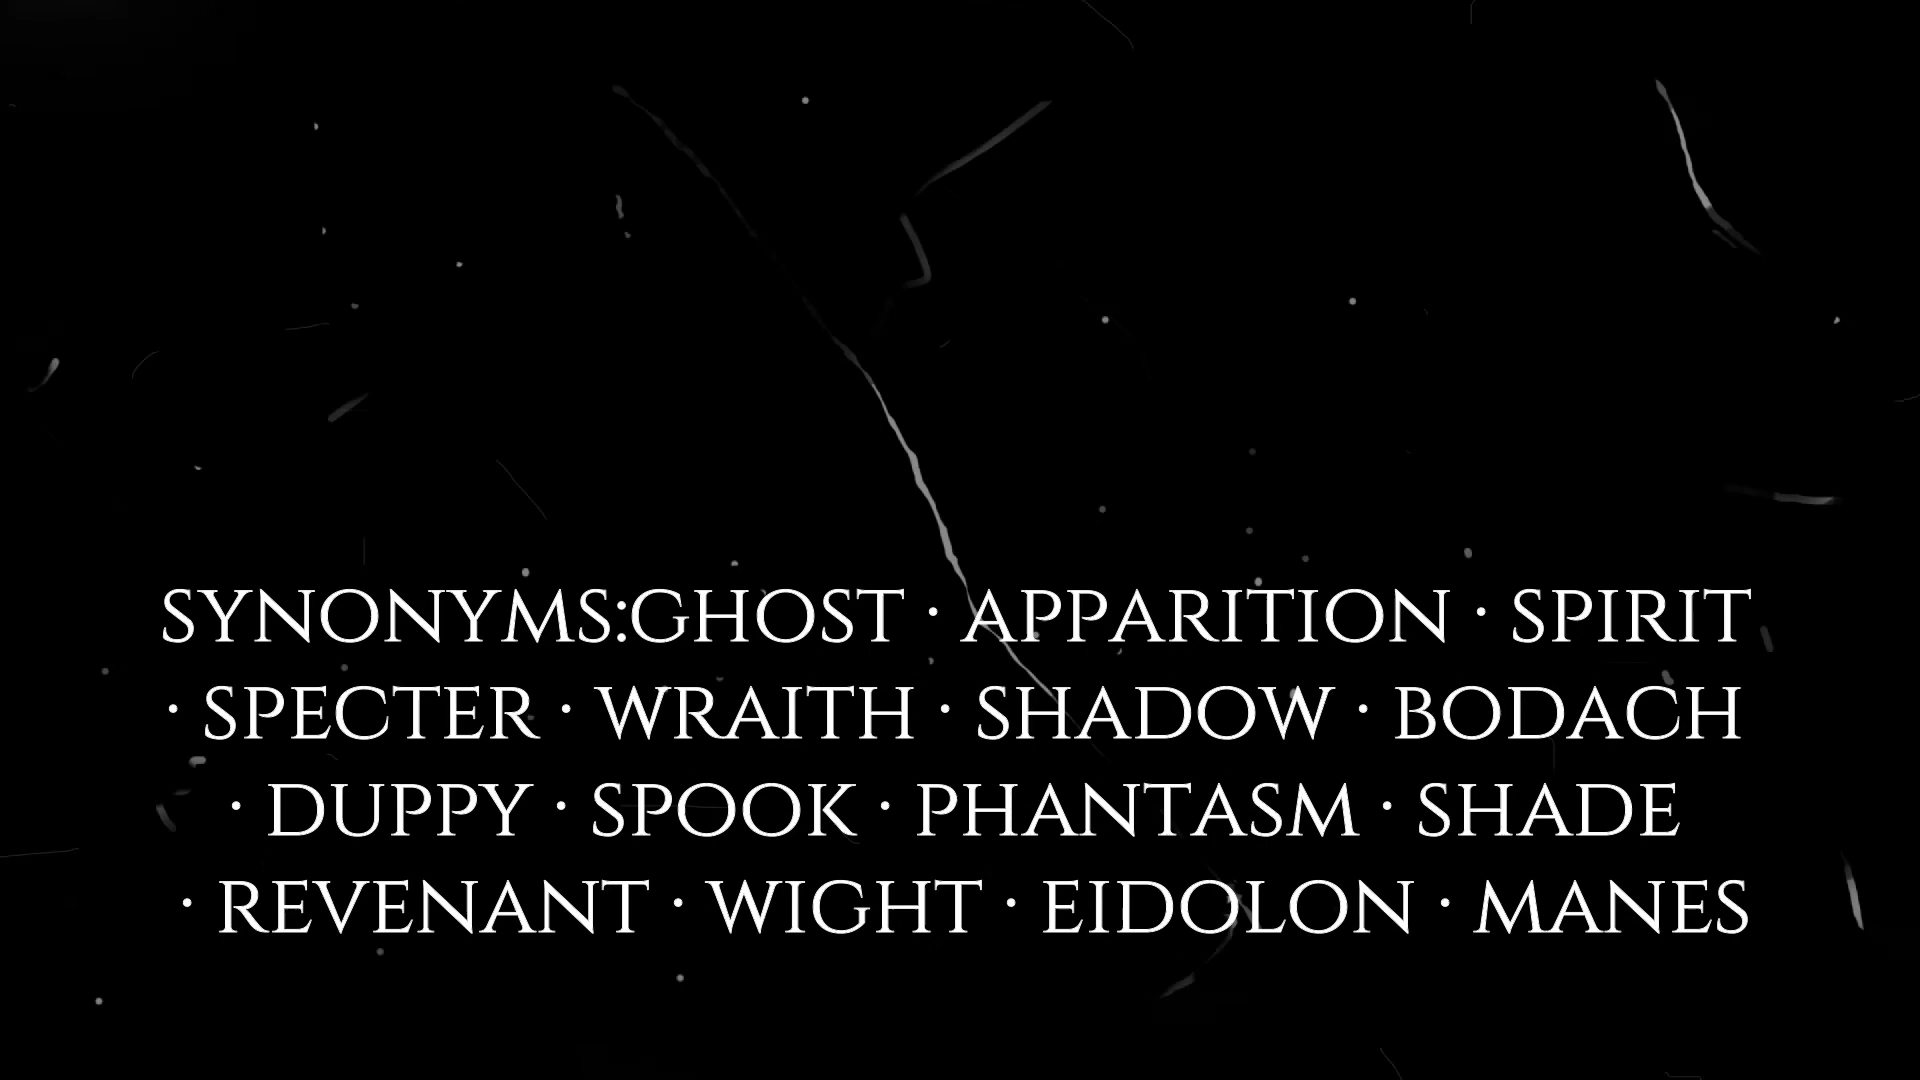 SYNONYMS:GHOST · APPARITION · SPIRIT
· SPECTER · WRAITH · SHADOW · BODACH
· DUPPY · SPOOK · PHANTASM · SHADE
· REVENANT · WIGHT · EIDOLON · MANES